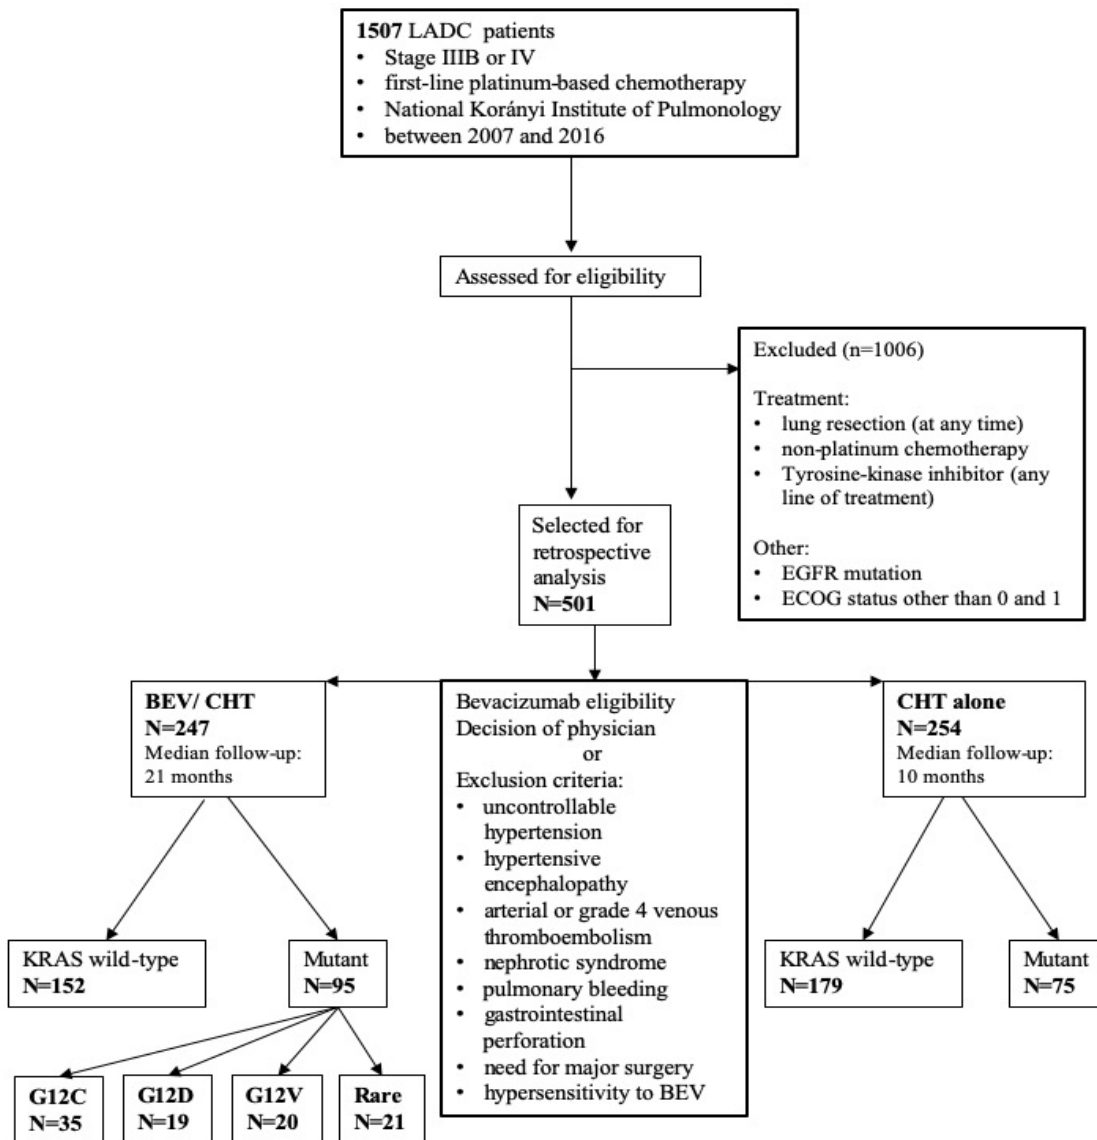 1507 LADC patients
• Stage IIIB or IV
• first-line platinum-based chemotherapy
• National Korányi Institute of Pulmonology
• between 2007 and 2016
Assessed for eligibility
Excluded (n=1006)
Treatment:
• lung resection (at any time)
• non-platinum chemotherapy
• Tyrosine-kinase inhibitor (any
line of treatment)
Other:
• EGFR mutation
• ECOG status other than 0 and 1
Selected for
retrospective
analysis
N=501
BEV/ CHT
N=247
Median follow-up:
21 months
Bevacizumab eligibility
Decision of physician
or
Exclusion criteria:
• uncontrollable
hypertension
• hypertensive
encephalopathy
• arterial or grade 4 venous
thromboembolism
• nephrotic syndrome
• pulmonary bleeding
• gastrointestinal
perforation
• need for major surgery
• hypersensitivity to BEV
CHT alone
N=254
Median follow-up:
10 months
KRAS wild-type
N=152
Mutant
N=95
KRAS wild-type
N=179
Mutant
N=75
G12C
N=35
G12D
N=19
G12V
N=20
Rare
N=21